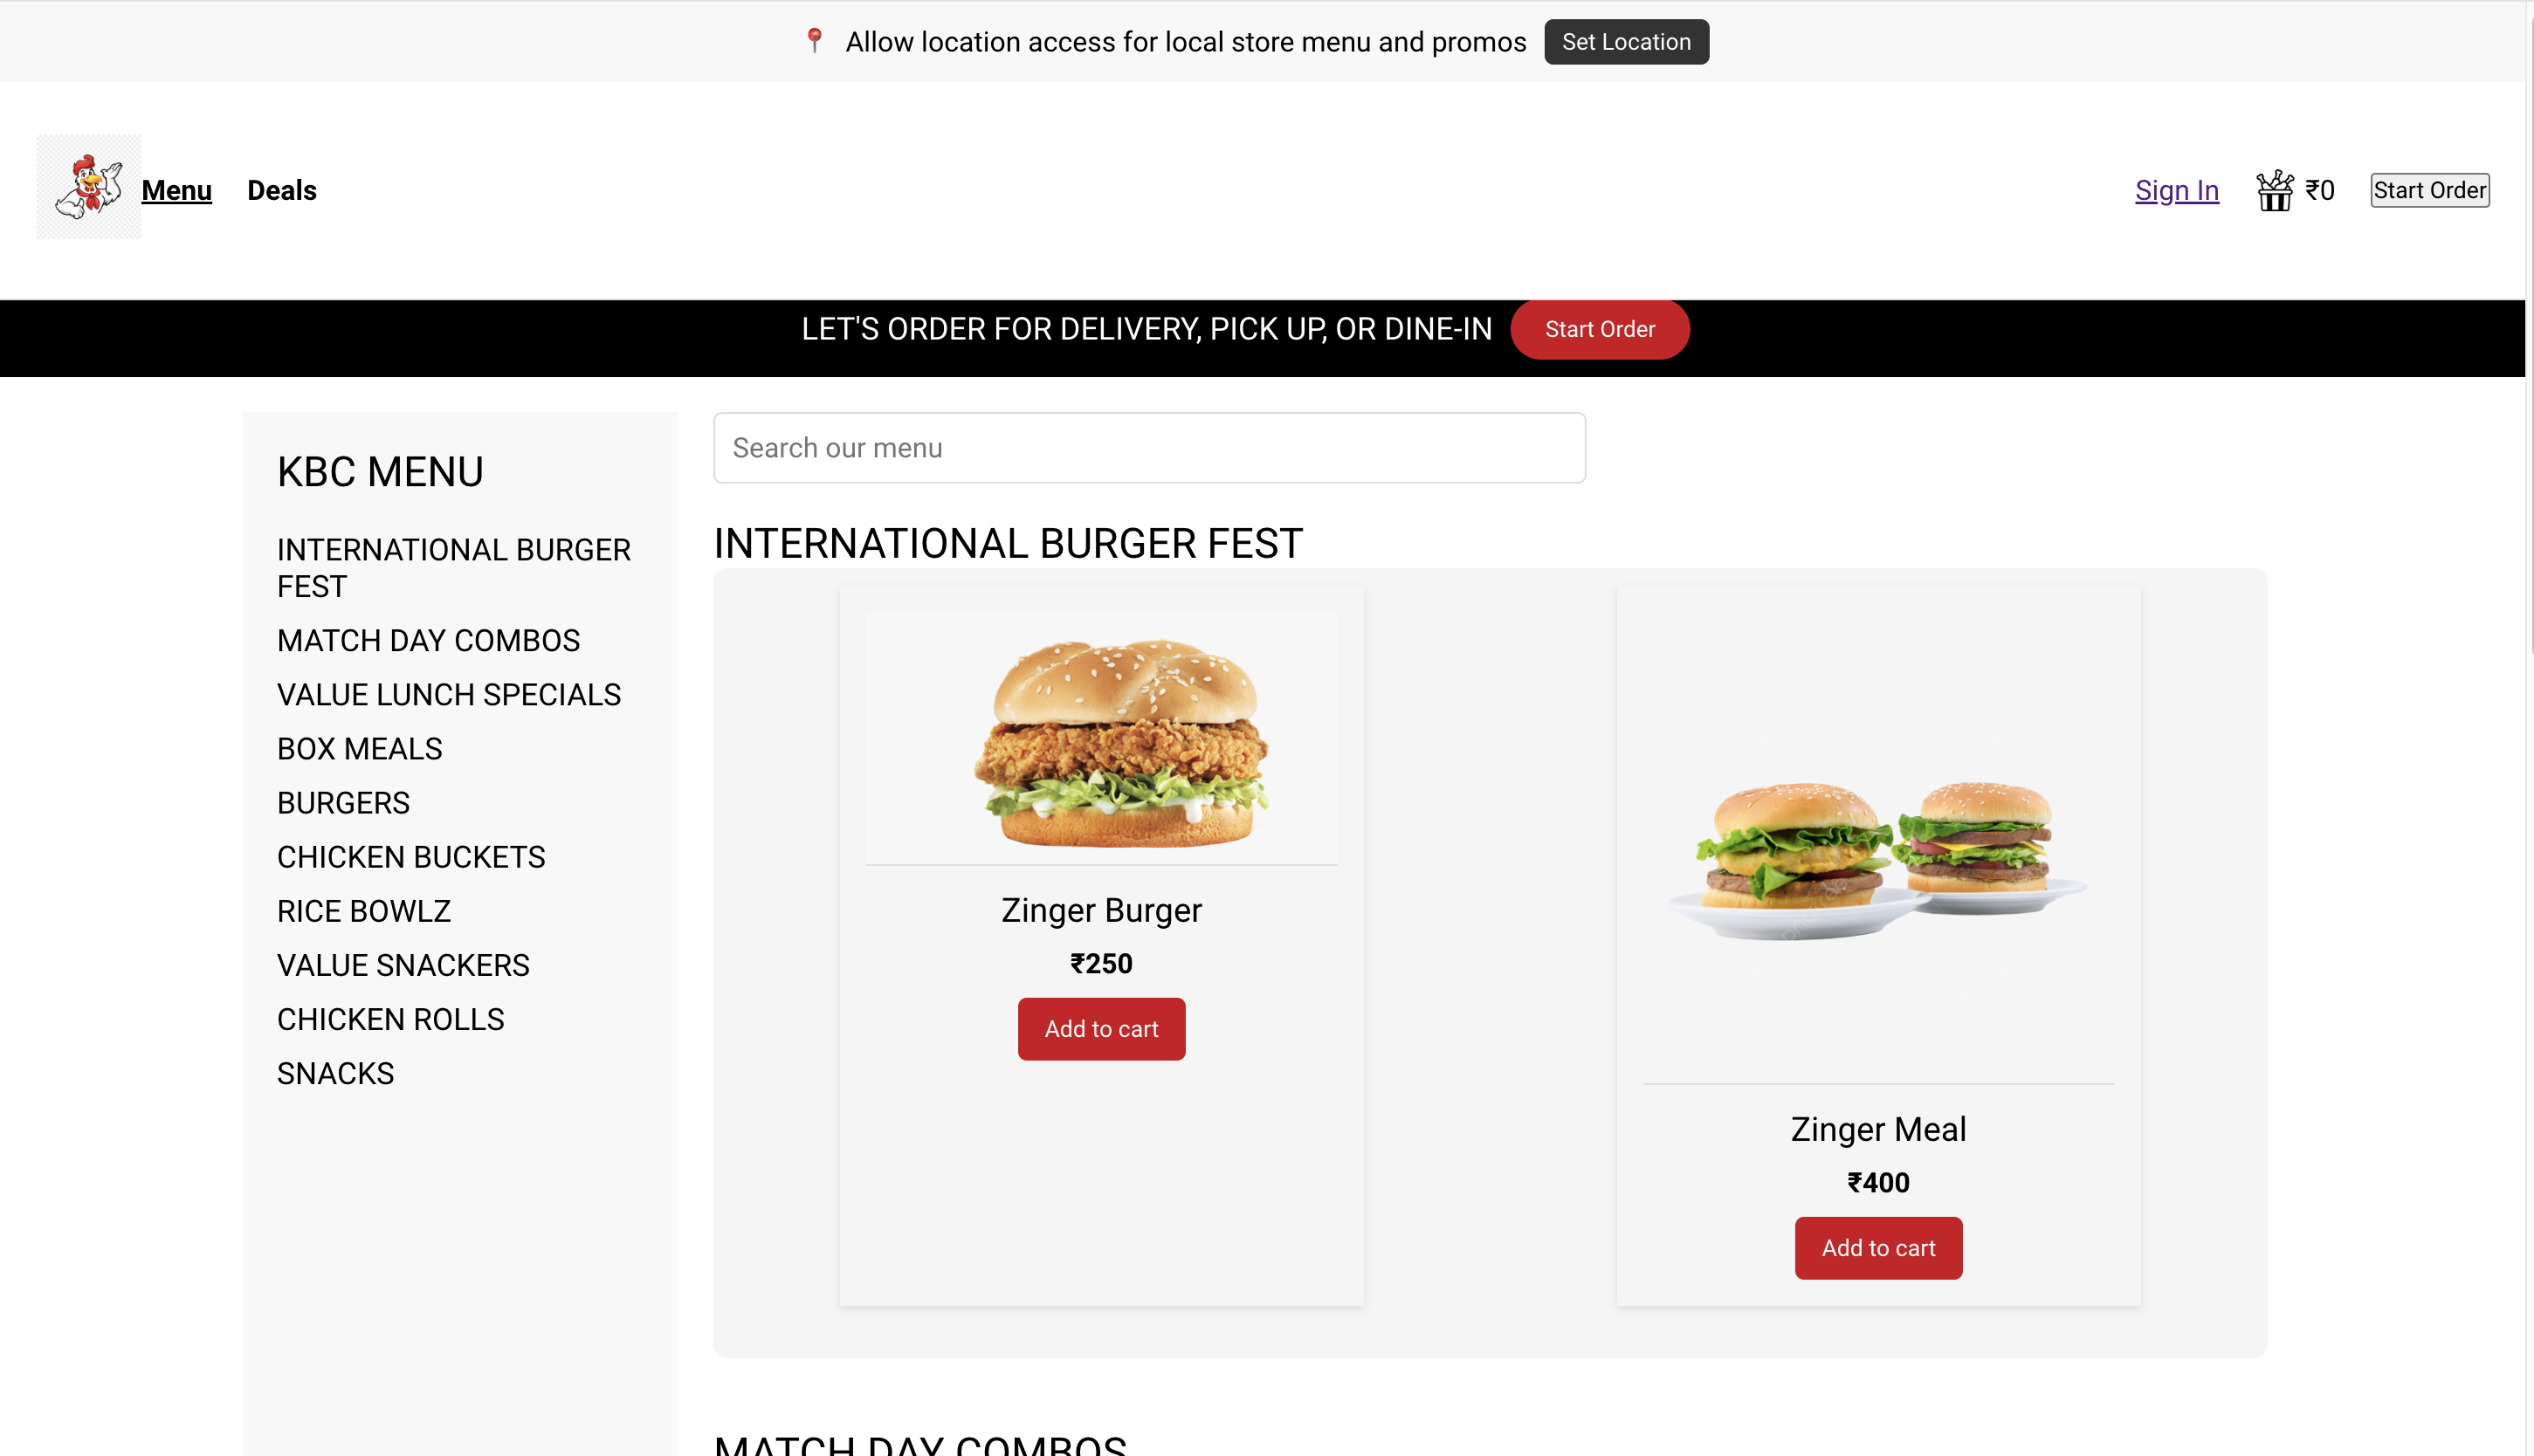 Allow location access for local store menu and promos Set Location
Menu Deals Sign In ₹0 Start Order
LET'S ORDER FOR DELIVERY, PICK UP, OR DINE-IN Start Order
KBC MENU
INTERNATIONAL BURGER
FEST
MATCH DAY COMBOS
VALUE LUNCH SPECIALS
BOX MEALS
BURGERS
CHICKEN BUCKETS
RICE BOWLZ
VALUE SNACKERS
CHICKEN ROLLS
SNACKS
Search our menu
INTERNATIONAL BURGER FEST
Zinger Burger
₹250
Add to cart
Zinger Meal
₹400
Add to cart
MATCH DAY COMBOS